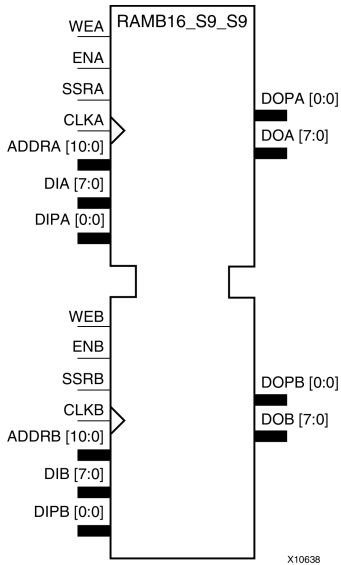 RAMB16_S9_S9
WEA
ENA
SSRA
CLKA
ADDRA [10:0]
DIA [7:0]
DIPA [0:0]
DOPA [0:0]
DOA [7:0]
WEB
ENB
SSRB
CLKB
ADDRB [10:0]
DIB [7:0]
DIPB [0:0]
DOPB [0:0]
DOB [7:0]
X10638